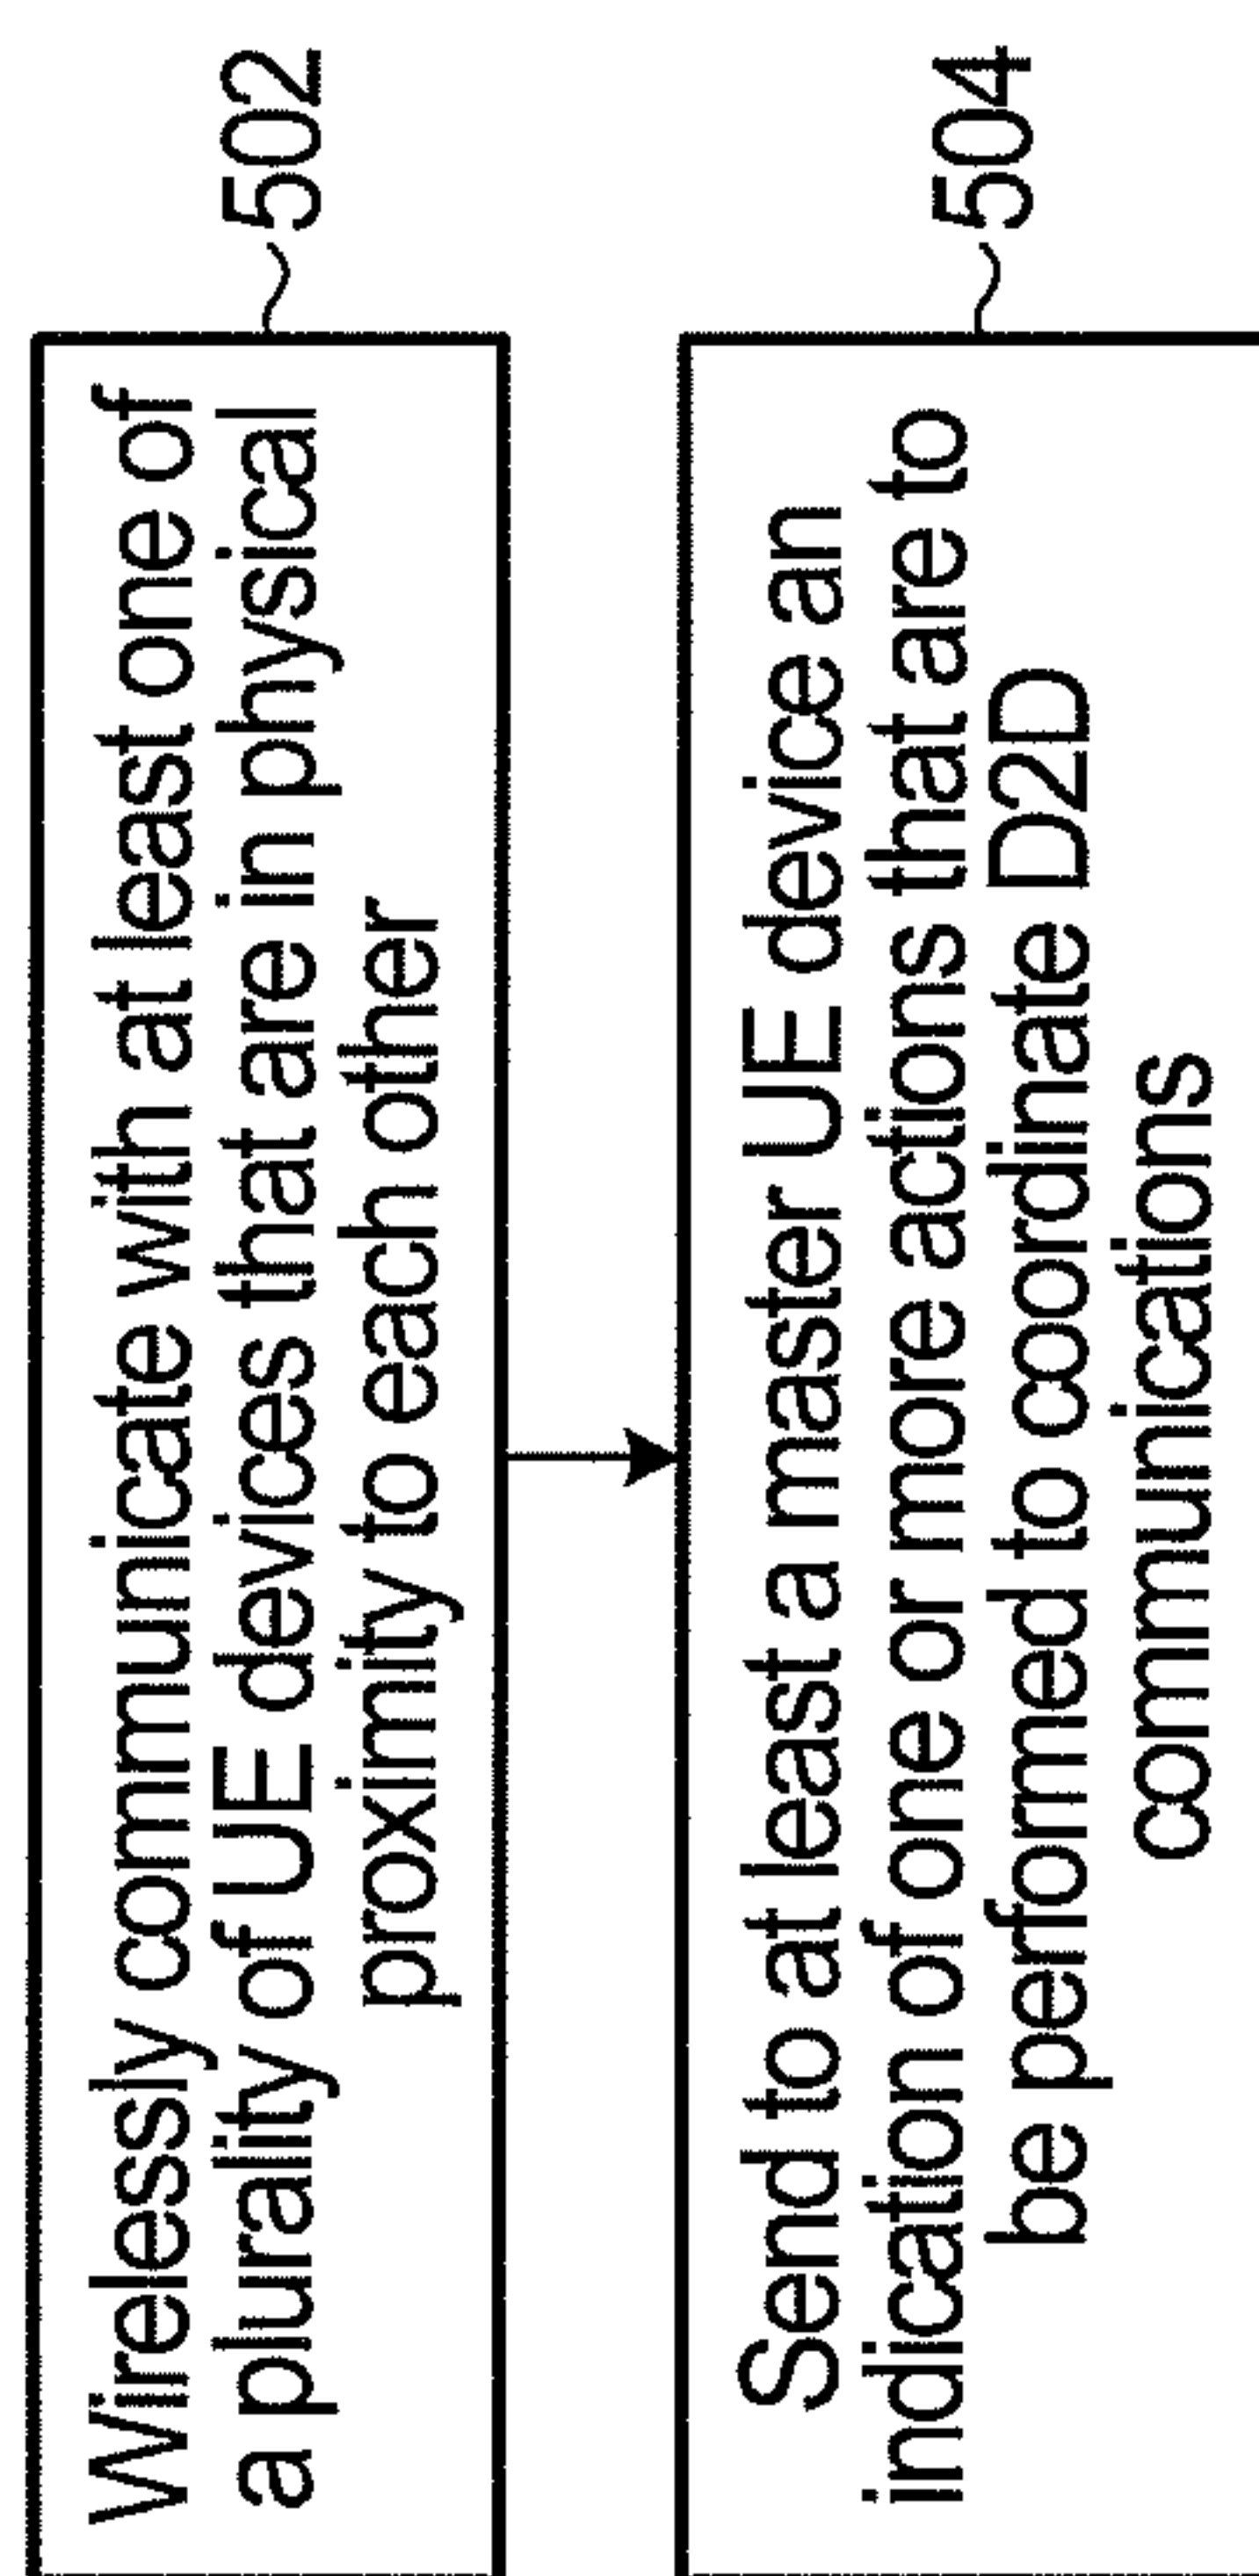 Wirelessly communicate with at least one of
a plurality of UE devices that are in physical
proximity to each other
502
Send to at least a master UE device an
indication of one or more actions that are to
be performed to coordinate D2D
communications
504